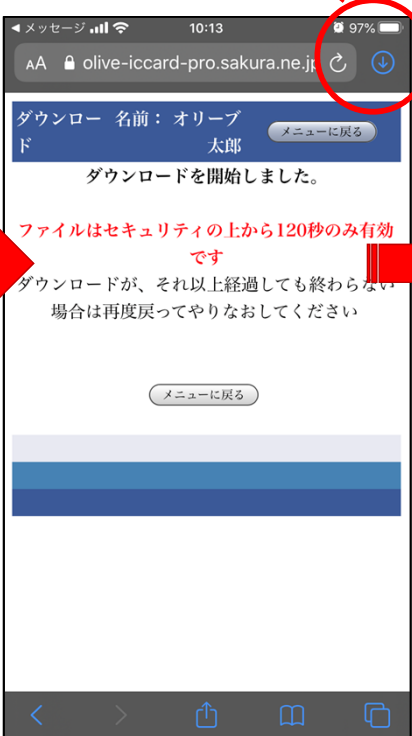 メッセージ 10:13 97%
AA olive-iccard-pro.sakura.ne.jp
ダウンロード 名前： オリーブ太郎 メニューに戻る
ダウンロードを開始しました。
ファイルはセキュリティの上から120秒のみ有効
です
ダウンロードが、それ以上経過しても終わらない
場合は再度戻ってやりなおしてください
メニューに戻る